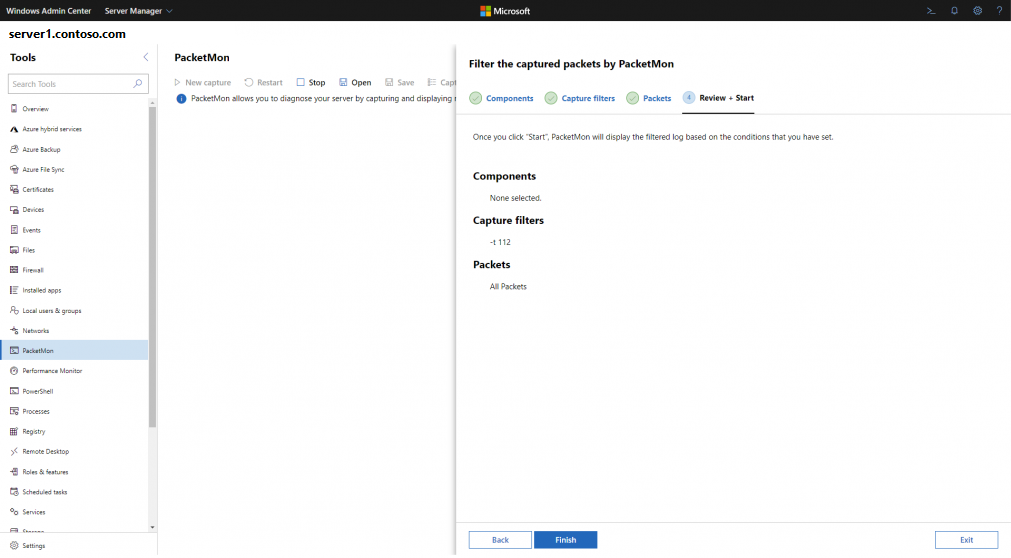 Windows Admin Center Server Manager Microsoft
server1.contoso.com
Tools
Search Tools
Overview
Azure hybrid services
Azure Backup
Azure File Sync
Certificates
Devices
Events
Files
Firewall
Installed apps
Local users & groups
Networks
PacketMon
Performance Monitor
PowerShell
Processes
Registry
Remote Desktop
Roles & features
Scheduled tasks
Services
Storage
Settings
PacketMon
New capture Restart Stop Open Save Capt
PacketMon allows you to diagnose your server by capturing and displaying
Filter the captured packets by PacketMon
Components Capture filters Packets 4 Review + Start
Once you click "Start", PacketMon will display the filtered log based on the conditions that you have set.
Components
None selected.
Capture filters
-t 112
Packets
All Packets
Back Finish Exit